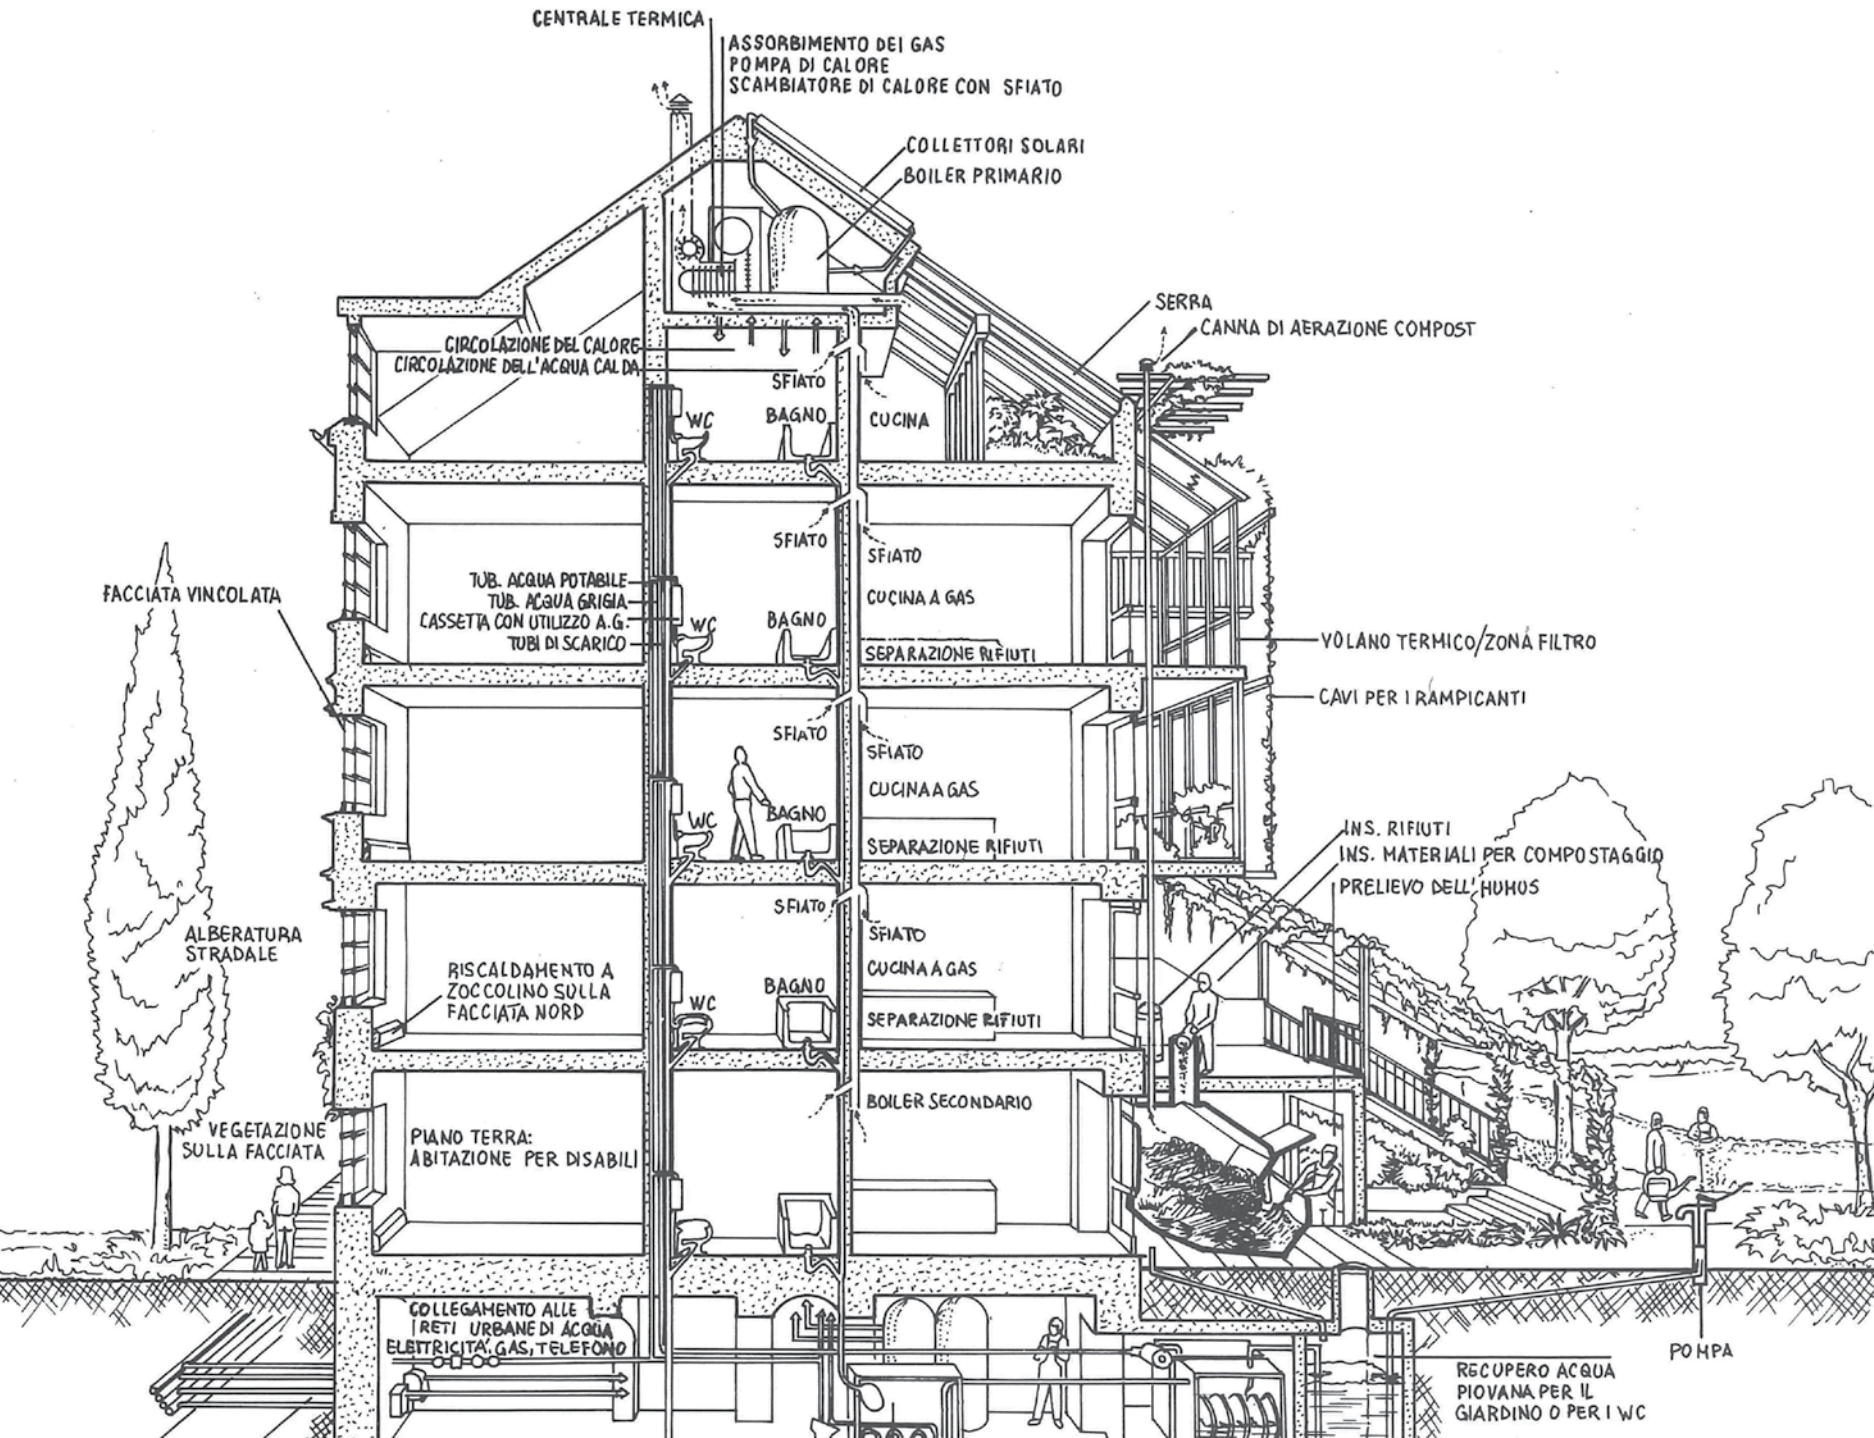 CENTRALE TERMICA
ASSORBIMENTO DEI GAS
POMPA DI CALORE
SCAMBIATORE DI CALORE CON SFIATO
COLLETTORI SOLARI
BOILER PRIMARIO
SERRA
CANNA DI AERAZIONE COMPOST
CIRCOLAZIONE DEL CALORE
CIRCOLAZIONE DELL'ACQUA CALDA
SFIATO
WC
BAGNO
CUCINA
SFIATO
SFIATO
FACCIATA VINCOLATA
TUB. ACQUA POTABILE
TUB. ACQUA GRIGIA
CASSETTA CON UTILIZZO A.G.
TUBI DI SCARICO
WC
BAGNO
CUCINA A GAS
SEPARAZIONE RIFIUTI
VOLANO TERMICO/ZONA FILTRO
CAVI PER I RAMPICANTI
SFIATO
SFIATO
CUCINA A GAS
WC
BAGNO
SEPARAZIONE RIFIUTI
INS. RIFIUTI
INS. MATERIALI PER COMPOSTAGGIO
PRELIEVO DELL'HUMUS
SFIATO
SFIATO
ALBERATURA
STRADALE
RISCALDAMENTO A
ZOCCOLINO SULLA
FACCIATA NORD
WC
BAGNO
CUCINA A GAS
SEPARAZIONE RIFIUTI
BOILER SECONDARIO
VEGETAZIONE
SULLA FACCIATA
PIANO TERRA:
ABITAZIONE PER DISABILI
COLLEGAMENTO ALLE
RETI URBANE DI ACQUA
ELETTRICITÀ, GAS, TELEFONO
POMPA
RECUPERO ACQUA
PIOVANA PER IL
GIARDINO O PER I WC